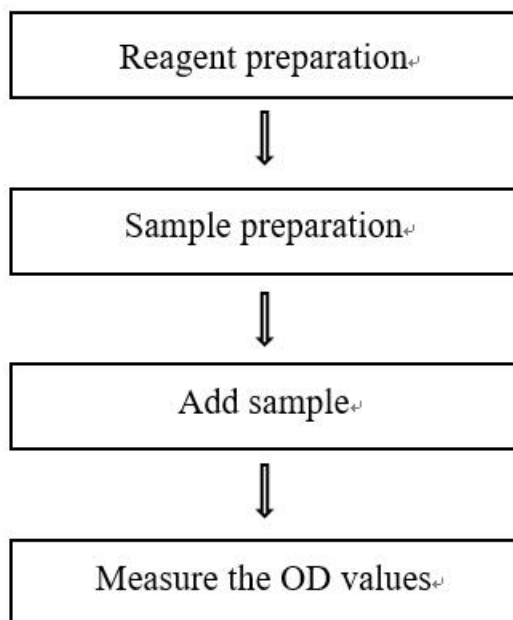 Reagent preparation
Sample preparation
Add sample
Measure the OD values